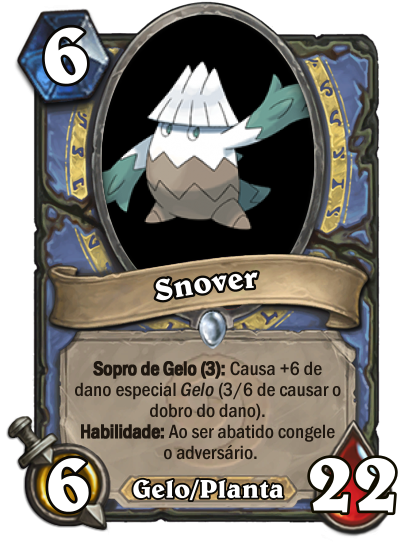 6
Snover
Sopro de Gelo (3): Causa +6 de
dano especial Gelo (3/6 de causar o
dobro do dano).
Habilidade: Ao ser abatido congele
o adversário.
6
Gelo/Planta
22